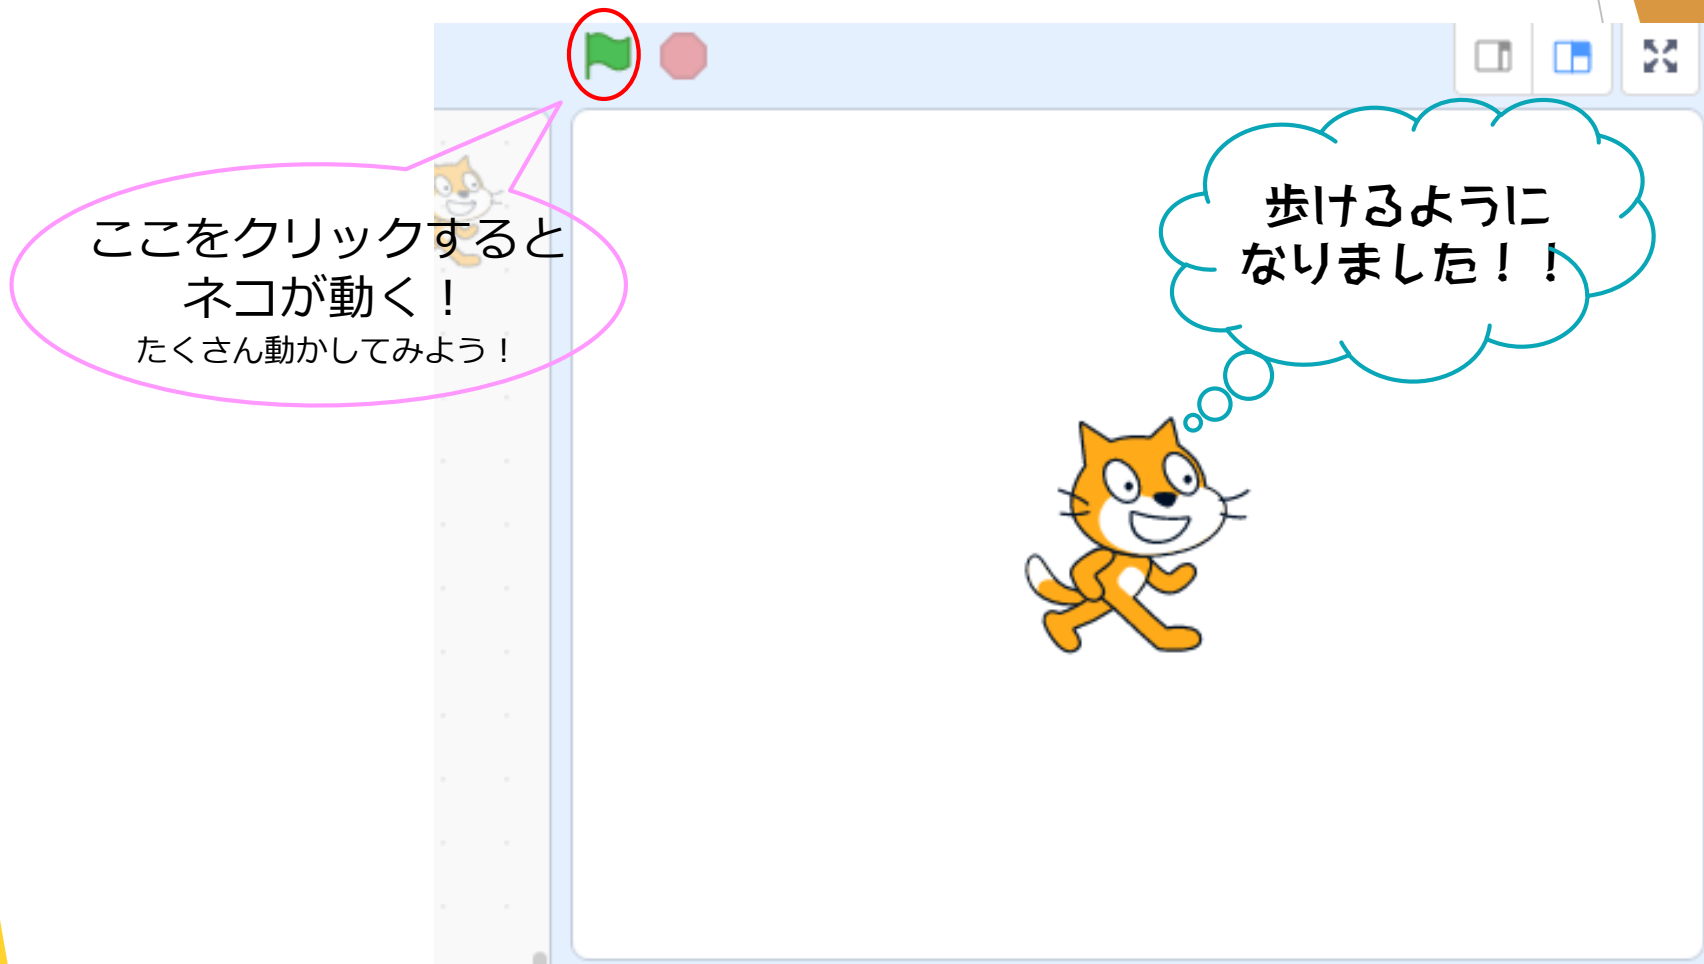 ここをクリックすると
ネコが動く！
たくさん動かしてみよう！
歩けるように
なりました！！